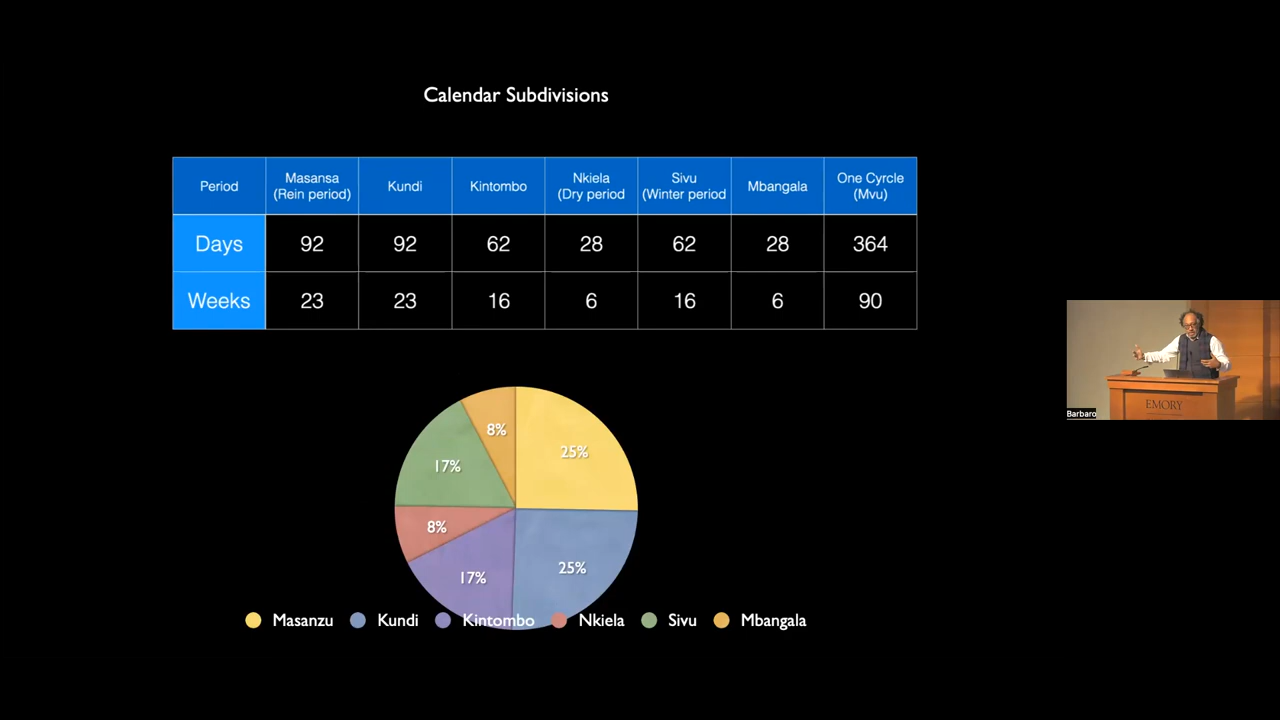 Calendar Subdivisions
Period
Masansa
(Rein period)
Kundi
Kintombo
Nkiela
(Dry period
Sivu
(Winter period
Mbangala
One Cyrcle
(Mvu)
Days 92 92 62 28 62 28 364
Weeks 23 23 16 6 16 6 90
8%
25%
17%
8%
17%
25%
Masanzu Kundi Kintombo Nkiela Sivu Mbangala
EMORY
Barbaro